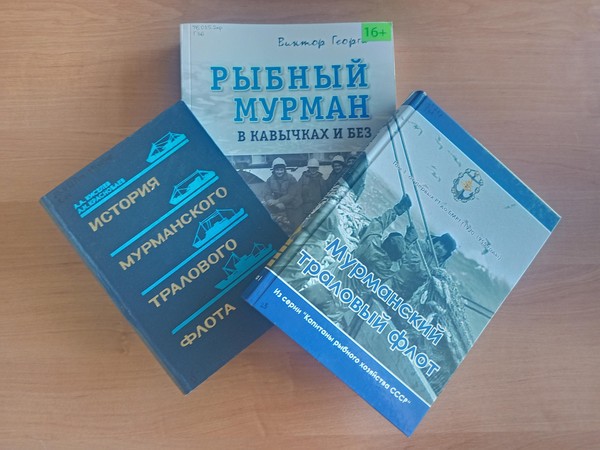 Виктор Георги
16+
РЫБНЫЙ
МУРМАН
В КАВЫЧКАХ И БЕЗ
ИСТОРИЯ
МУРМАНСКОГО
ТРАЛОВОГО
ФЛОТА
"Мурманский
траловый флот
Из серии "Капитаны рыбного хозяйства СССР"